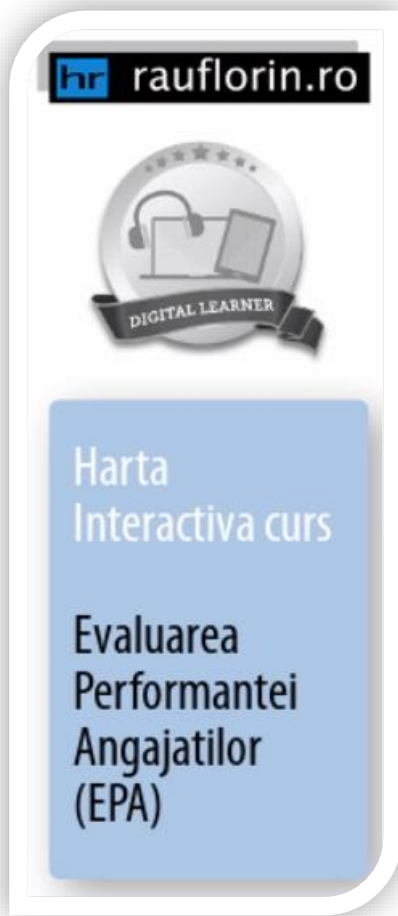 hr rauflorin.ro
DIGITAL LEARNER
Harta
Interactiva curs
Evaluarea
Performantei
Angajatilor
(EPA)